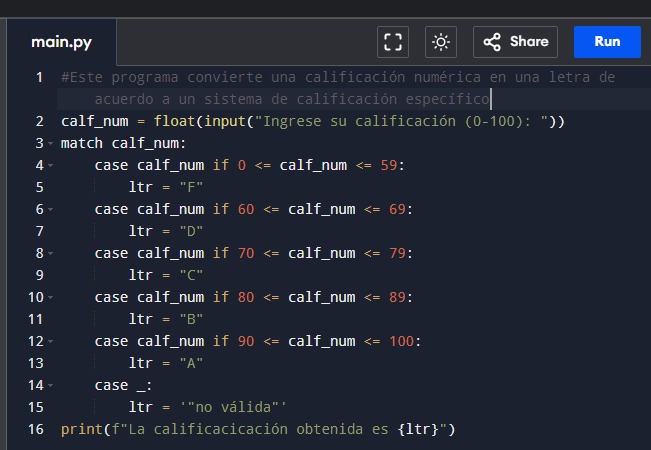 main.py
Share
Run
1 #Este programa convierte una calificación numérica en una letra de
acuerdo a un sistema de calificación específico
2 calf_num = float(input("Ingrese su calificación (0-100): "))
3 match calf_num:
4 case calf_num if 0 <= calf_num <= 59:
5 ltr = "F"
6 case calf_num if 60 <= calf_num <= 69:
7 ltr = "D"
8 case calf_num if 70 <= calf_num <= 79:
9 ltr = "C"
10 case calf_num if 80 <= calf_num <= 89:
11 ltr = "B"
12 case calf_num if 90 <= calf_num <= 100:
13 ltr = "A"
14 case _:
15 ltr = '"no válida"'
16 print(f"La calificacicación obtenida es {ltr}")